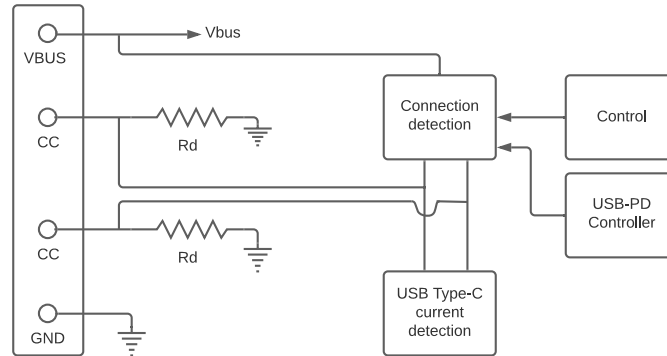 VBUS
Vbus
CC
Rd
CC
Rd
GND
Connection
detection
Control
USB-PD
Controller
USB Type-C
current
detection